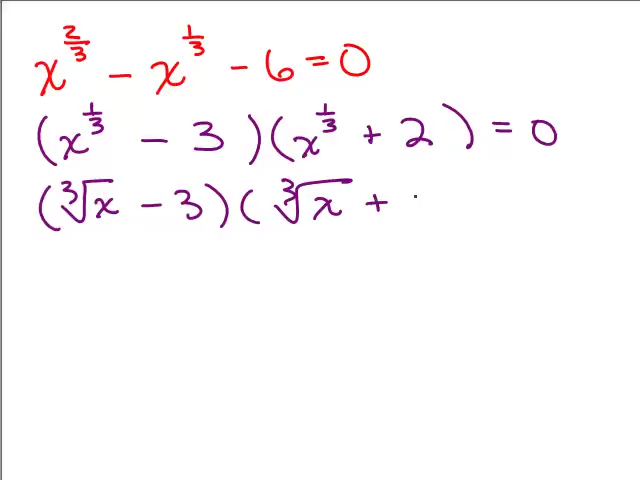 x^{2/3} - x^{1/3} - 6 = 0
(x^{1/3} - 3)(x^{1/3} + 2) = 0
(∛x - 3)(∛x +